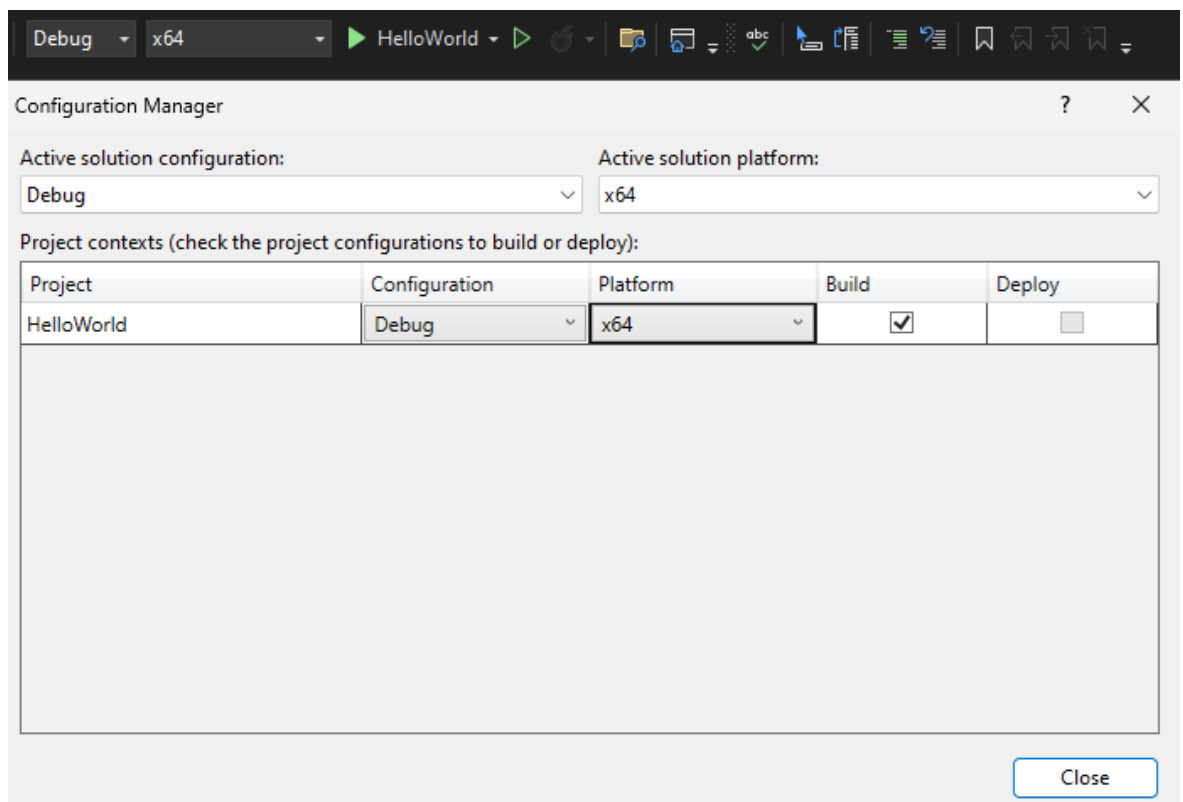 Debug x64 HelloWorld abc
Configuration Manager ?
Active solution configuration: Active solution platform:
Debug x64
Project contexts (check the project configurations to build or deploy):
Project Configuration Platform Build Deploy
HelloWorld Debug x64
Close